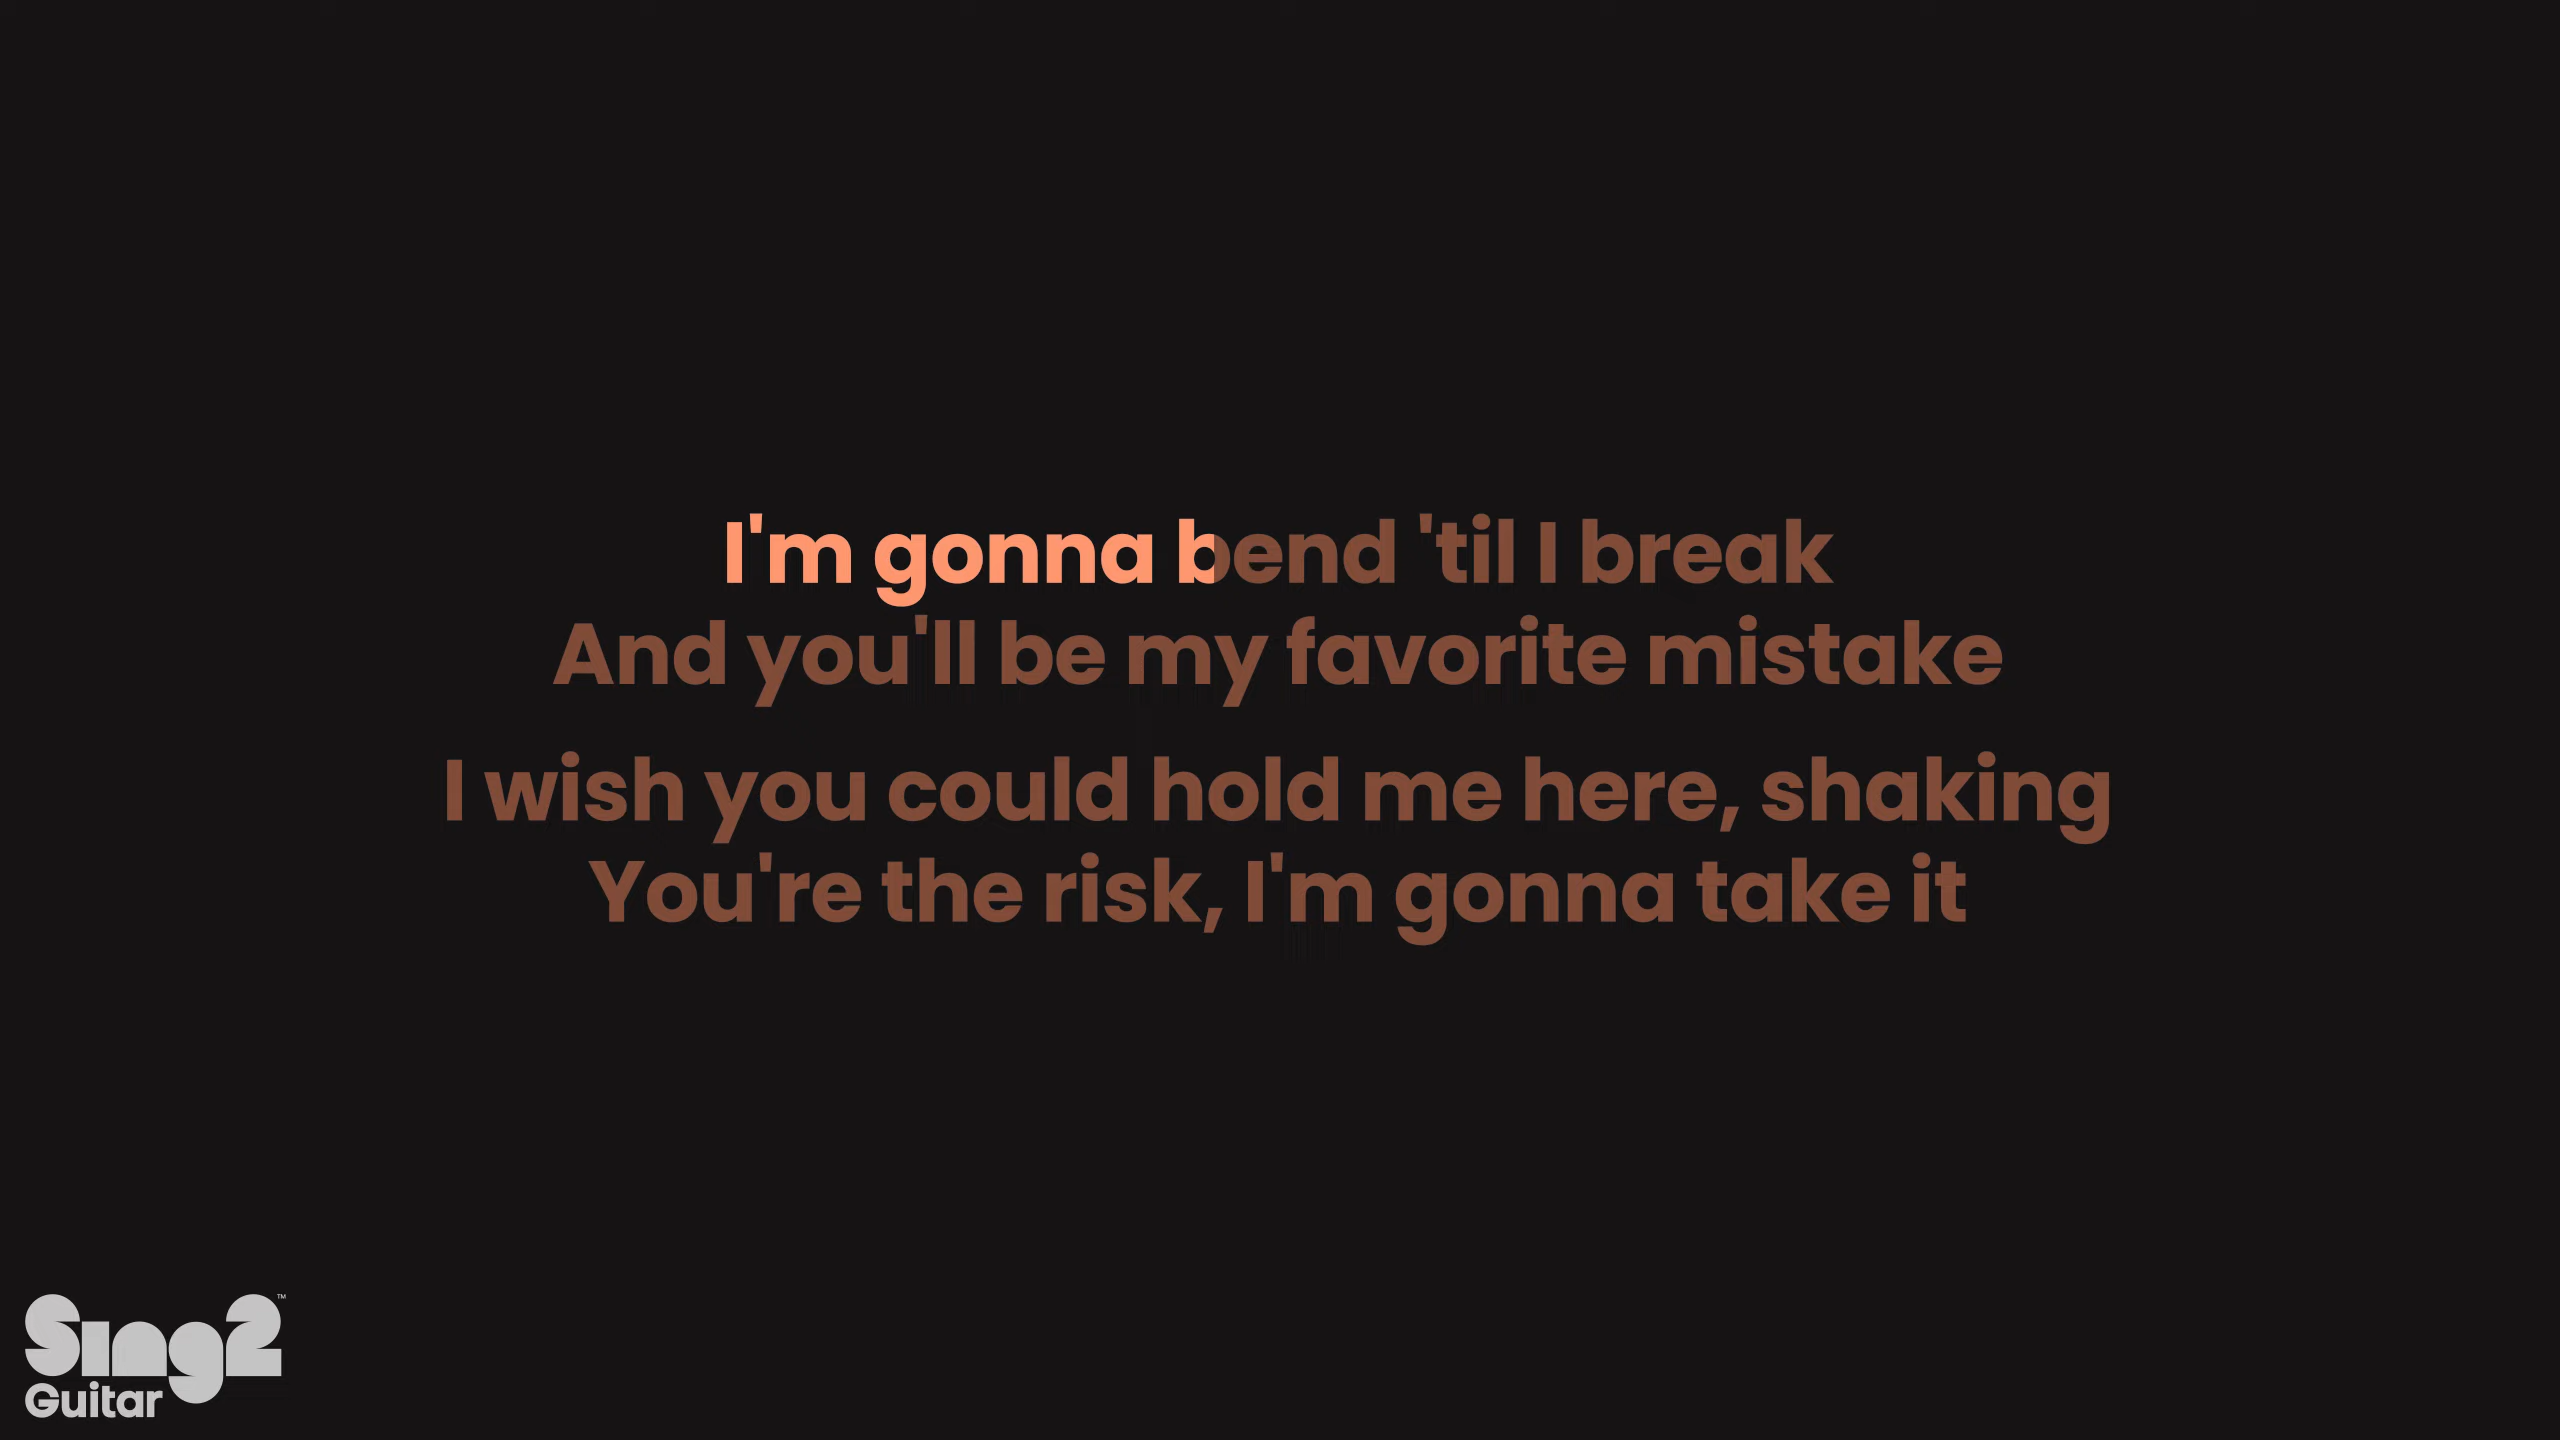 I'm gonna bend 'til I break
And you'll be my favorite mistake
I wish you could hold me here, shaking
You're the risk, I'm gonna take it
Sing2™
Guitar